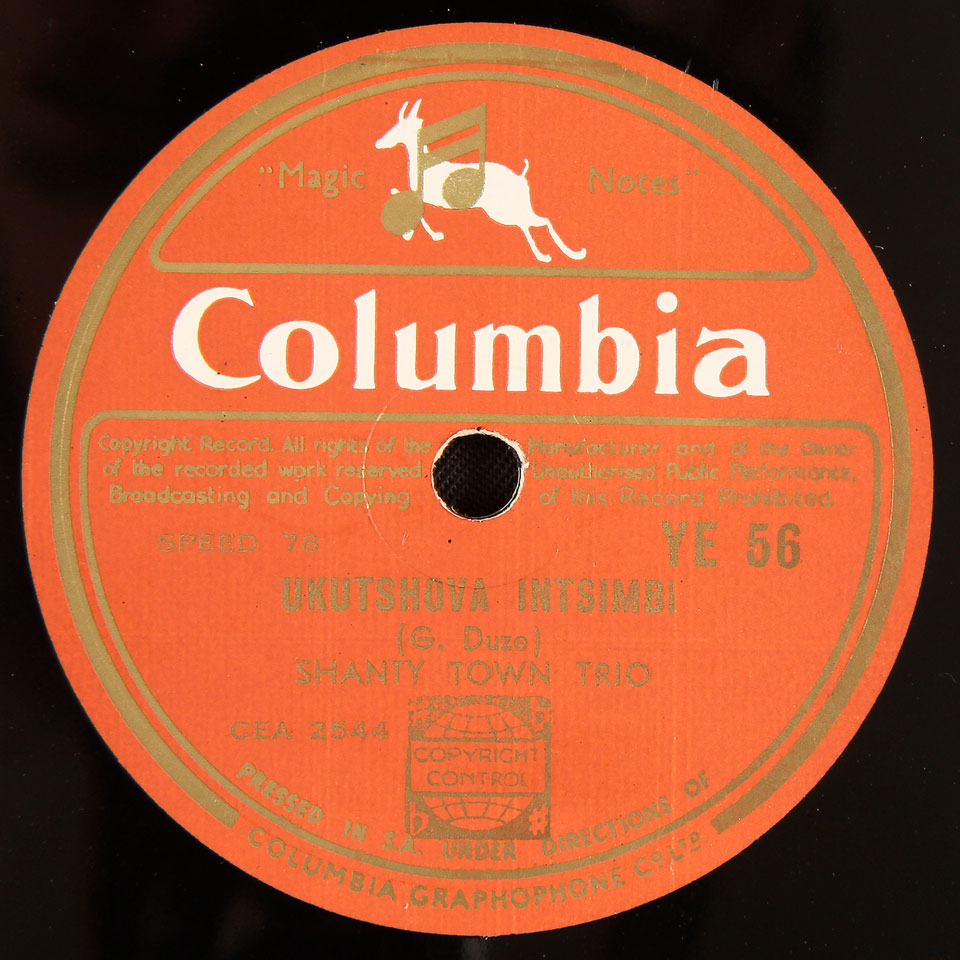 "Magic Notes"
Columbia
Copyright Record. All rights of the Manufacturer and of the Owner
of the recorded work reserved. Unauthorised Public Performance,
Broadcasting and Copying of this Record Prohibited.
SPEED 78
YE 56
UKUTSHOVA INTSIMBI
(G. Duze)
SHANTY TOWN TRIO
CEA 2544
COPYRIGHT
CONTROL
PRESSED IN S.A. UNDER DIRECTIONS OF
COLUMBIA GRAPHOPHONE CO. LTD